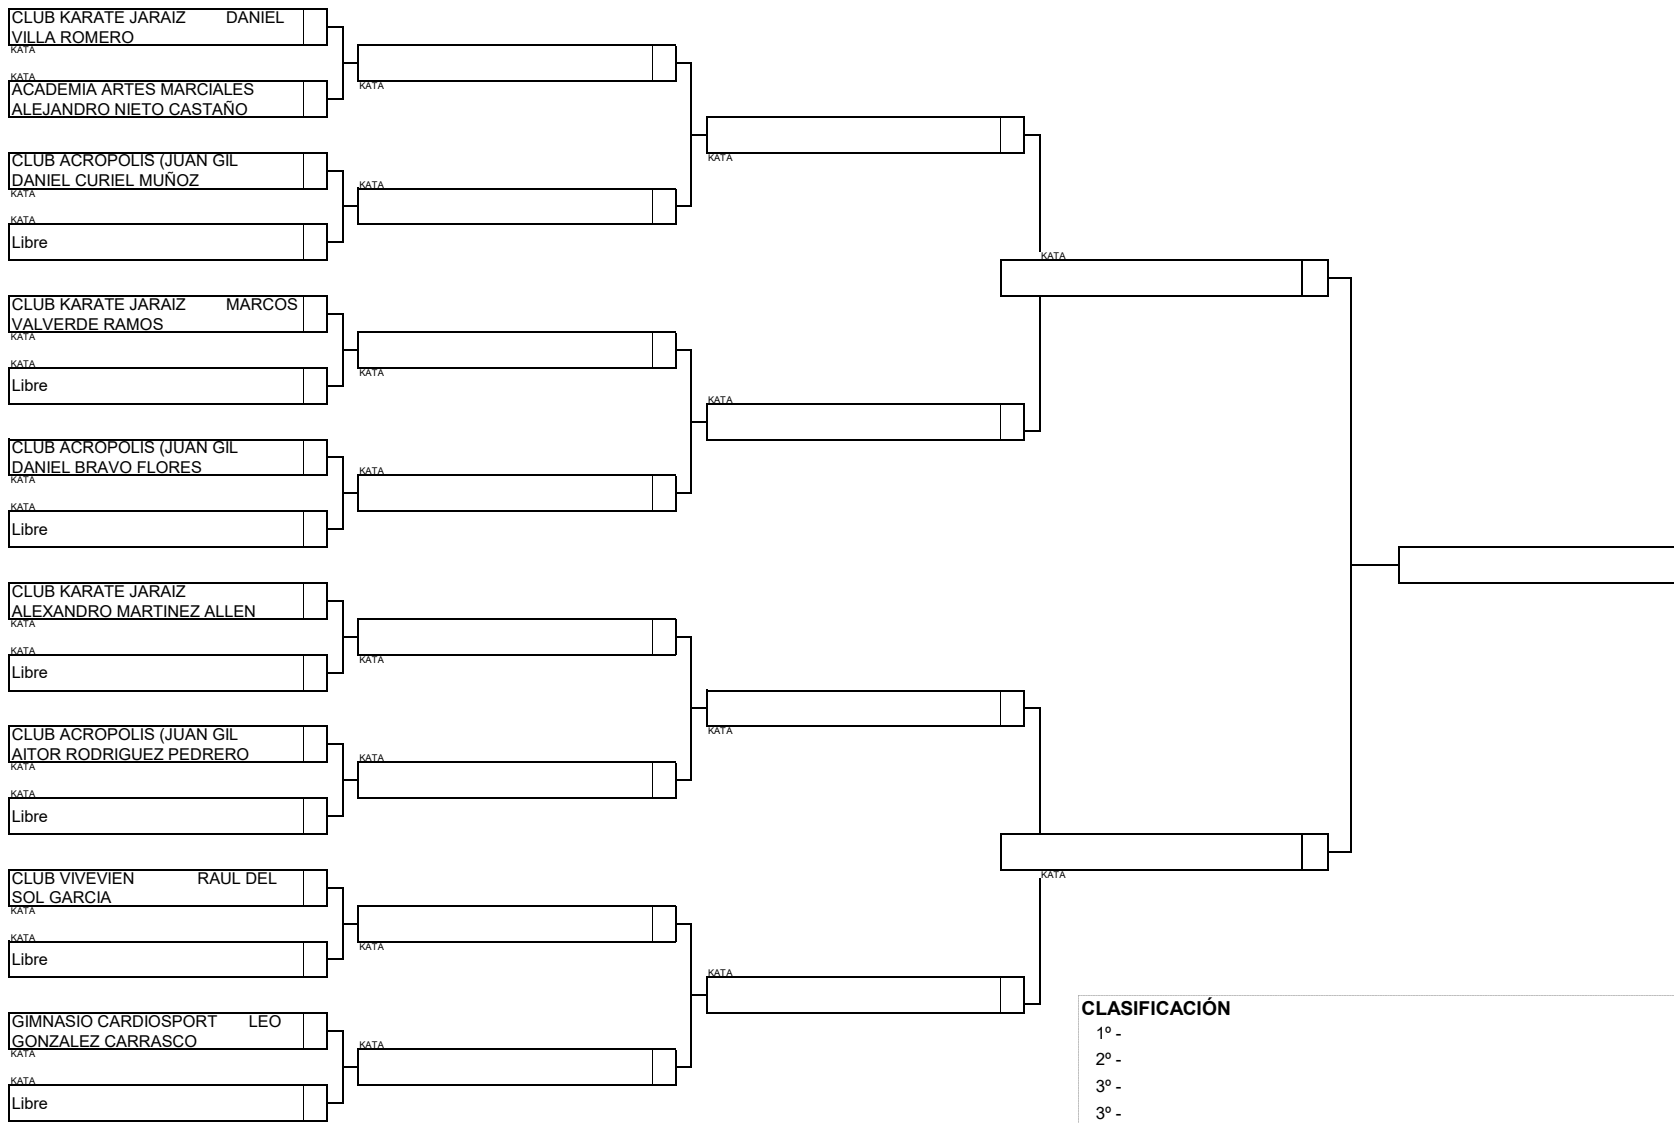 CLUB KARATE JARAIZ DANIEL
VILLA ROMERO
KATA
KATA
ACADEMIA ARTES MARCIALES
ALEJANDRO NIETO CASTAÑO
CLUB ACROPOLIS (JUAN GIL
DANIEL CURIEL MUÑOZ
KATA
KATA
Libre
CLUB KARATE JARAIZ MARCOS
VALVERDE RAMOS
KATA
KATA
Libre
CLUB ACROPOLIS (JUAN GIL
DANIEL BRAVO FLORES
KATA
KATA
Libre
CLUB KARATE JARAIZ
ALEXANDRO MARTINEZ ALLEN
KATA
KATA
Libre
CLUB ACROPOLIS (JUAN GIL
AITOR RODRIGUEZ PEDRERO
KATA
KATA
Libre
CLUB VIVEVIEN RAUL DEL
SOL GARCIA
KATA
KATA
Libre
GIMNASIO CARDIOSPORT LEO
GONZALEZ CARRASCO
KATA
KATA
Libre
KATA
KATA
KATA
KATA
KATA
KATA
KATA
KATA
KATA
KATA
KATA
KATA
KATA
KATA
CLASIFICACIÓN
1º -
2º -
3º -
3º -